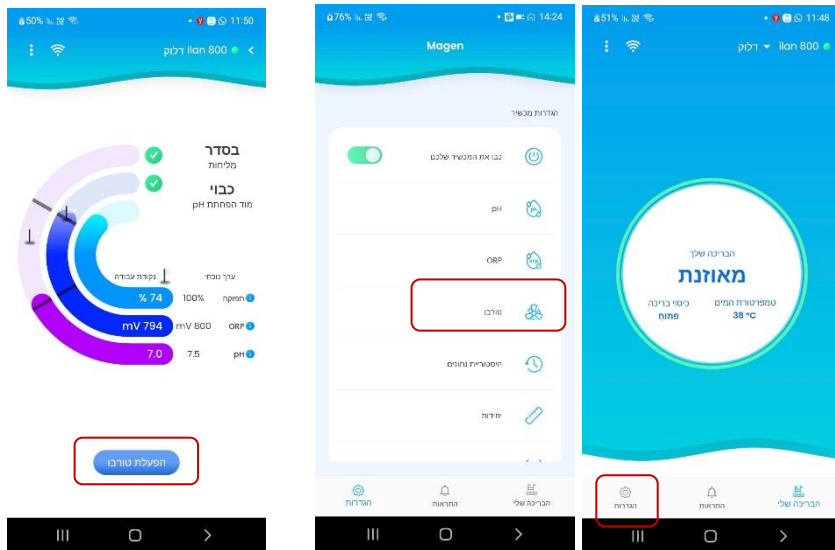 11:50
50%
ilan 800 דלוק
בסדר
מליחות
כבוי
מוד הפחתת pH
ערך נוכחי
נקודת עבודה
תפוקה 100% 74 %
ORP mV 800 mV 794
pH 7.5 7.0
הפעלת טורבו
14:24
76%
Magen
הגדרות מכשיר
כבו את המכשיר שלכם
pH
ORP
טורבו
היסטוריית נתונים
יחידות
הבריכה שלי
התראות
הגדרות
11:48
51%
ilan 800 דלוק
הבריכה שלך
מאוזנת
טמפרטורת המים
38 °C
כיסוי בריכה
פתוח
הבריכה שלי
התראות
הגדרות